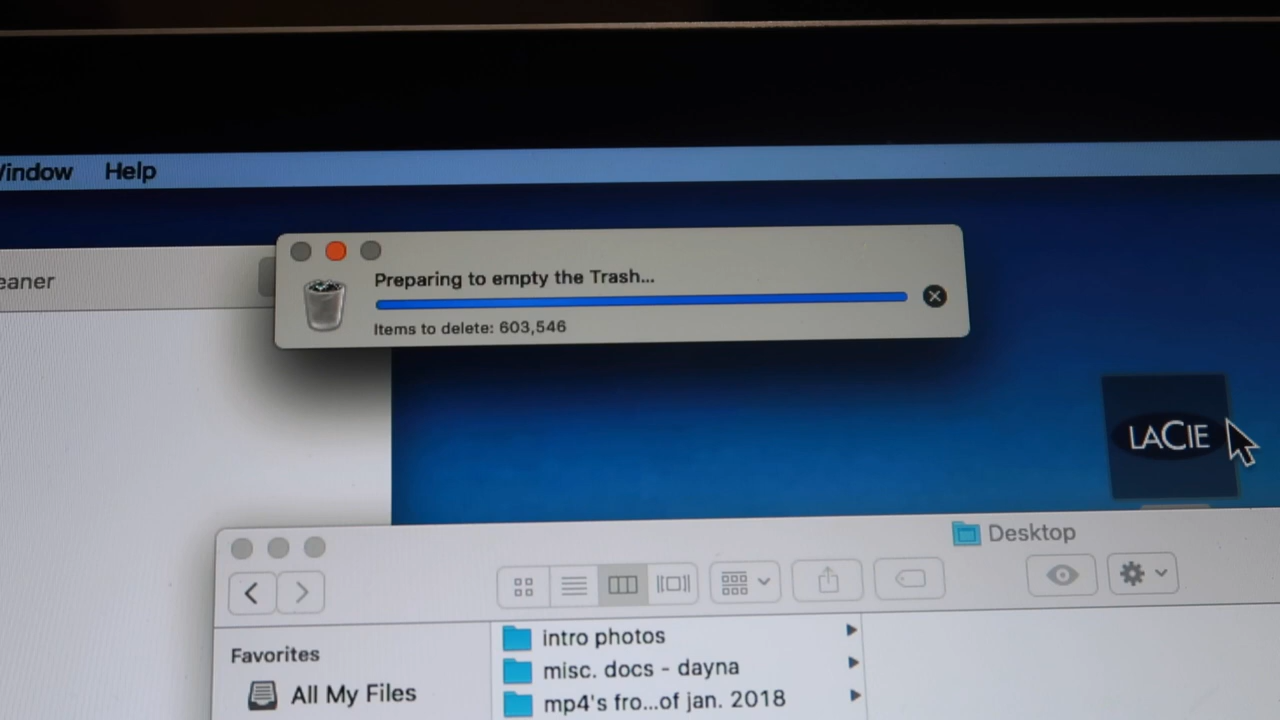 Window Help
eaner
Preparing to empty the Trash...
Items to delete: 603,546
LACIE
Desktop
Favorites
All My Files
intro photos
misc. docs - dayna
mp4's fro...of jan. 2018